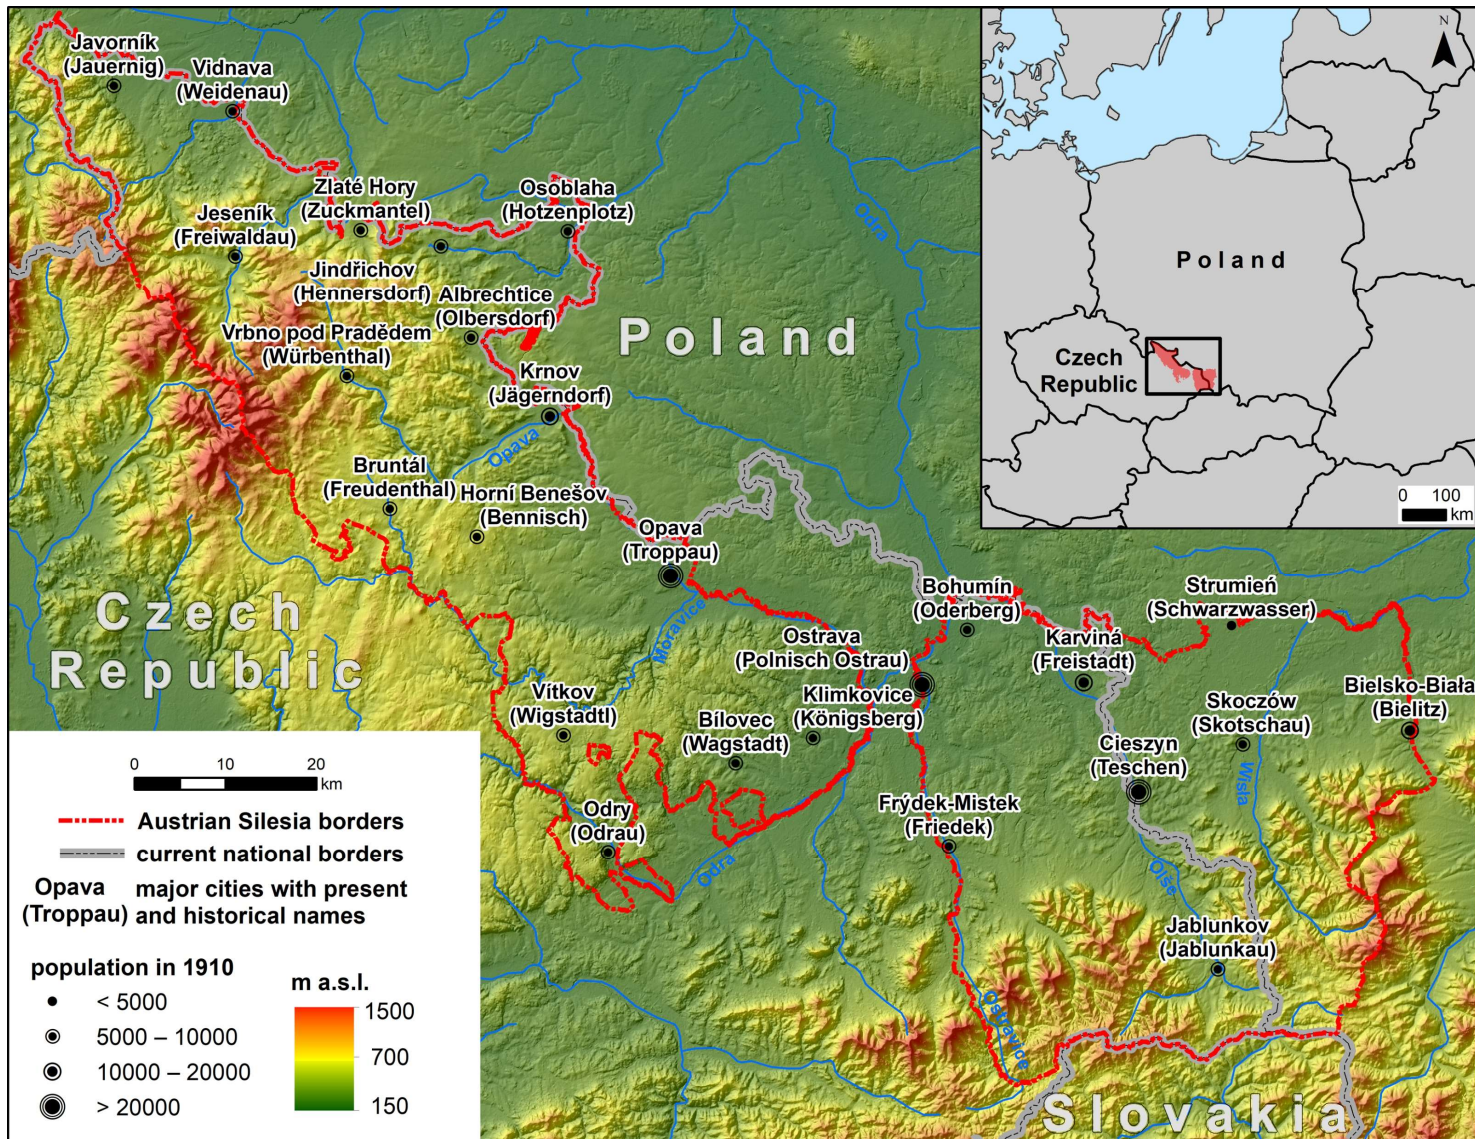 Javorník
(Jauernig)
Vidnava
(Weidenau)
Zlaté Hory
(Zuckmantel)
Osoblaha
(Hotzenplotz)
Jeseník
(Freiwaldau)
Jindřichov
(Hennersdorf)
Albrechtice
(Olbersdorf)
Vrbno pod Pradědem
(Würbenthal)
Krnov
(Jägerndorf)
Opava
Bruntál
(Freudenthal)
Horní Benešov
(Bennisch)
Opava
(Troppau)
Poland
Odra
N
Poland
Czech
Republic
0 100
km
Czech
Republic
Moravice
Bohumín
(Oderberg)
Strumień
(Schwarzwasser)
Ostrava
(Polnisch Ostrau)
Karviná
(Freistadt)
Klimkovice
(Königsberg)
Vítkov
(Wigstadtl)
Bílovec
(Wagstadt)
Skoczów
(Skotschau)
Bielsko-Biała
(Bielitz)
Cieszyn
(Teschen)
Wisła
Odry
(Odrau)
Frýdek-Mistek
(Friedek)
Odra
Olše
Jablunkov
(Jablunkau)
Ostravice
Slovakia
0 10 20
km
Austrian Silesia borders
current national borders
Opava
(Troppau)
major cities with present
and historical names
population in 1910
< 5000
5000 – 10000
10000 – 20000
> 20000
m a.s.l.
1500
700
150